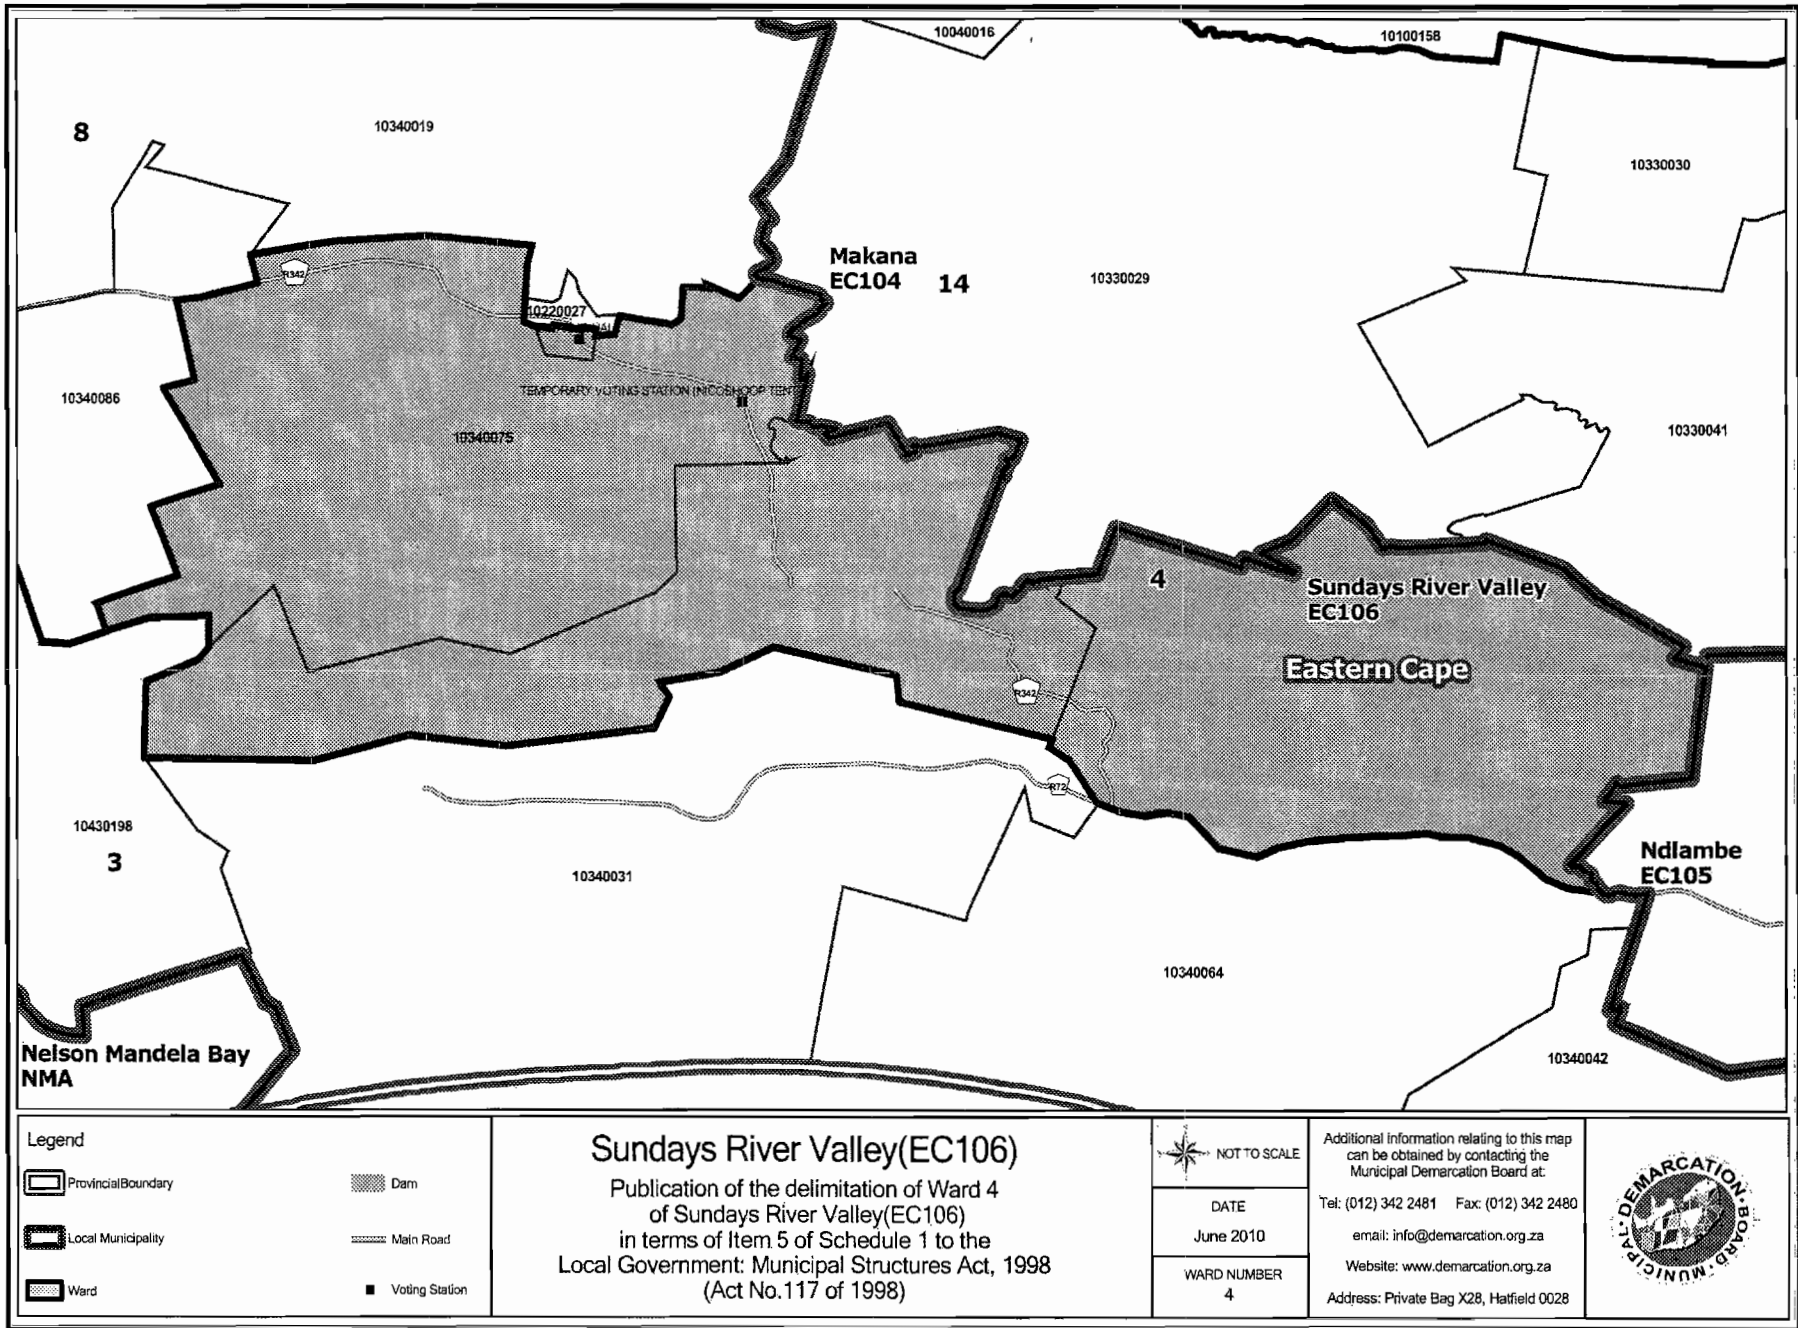 10040016
10100158
8
10340019
10330030
Makana
EC104
14
10330029
R342
10220027
TEMPORARY VOTING STATION (NICOSHOOP TENT
10340086
10340075
10330041
4
Sundays River Valley
EC106
Eastern Cape
R342
R72
10430198
3
10340031
Ndlambe
EC105
10340064
10340042
Nelson Mandela Bay
NMA
Legend
Provincial Boundary
Local Municipality
Ward
Dam
Main Road
Voting Station
Sundays River Valley(EC106)
Publication of the delimitation of Ward 4
of Sundays River Valley(EC106)
in terms of Item 5 of Schedule 1 to the
Local Government: Municipal Structures Act, 1998
(Act No.117 of 1998)
NOT TO SCALE
DATE
June 2010
WARD NUMBER
4
Additional information relating to this map
can be obtained by contacting the
Municipal Demarcation Board at:
Tel: (012) 342 2481 Fax: (012) 342 2480
email: info@demarcation.org.za
Website: www.demarcation.org.za
Address: Private Bag X28, Hatfield 0028
MUNICIPAL • DEMARCATION • BOARD